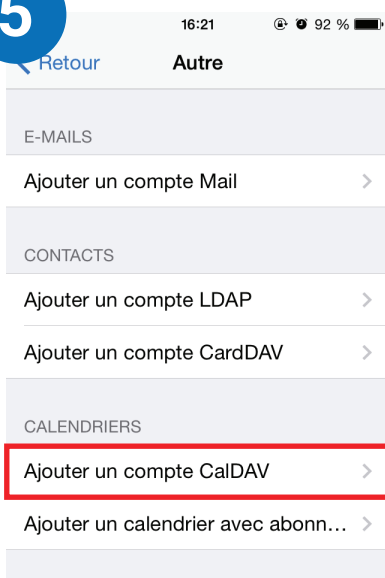 5
16:21 92 %
Retour Autre
E-MAILS
Ajouter un compte Mail
CONTACTS
Ajouter un compte LDAP
Ajouter un compte CardDAV
CALENDRIERS
Ajouter un compte CalDAV
Ajouter un calendrier avec abonn...